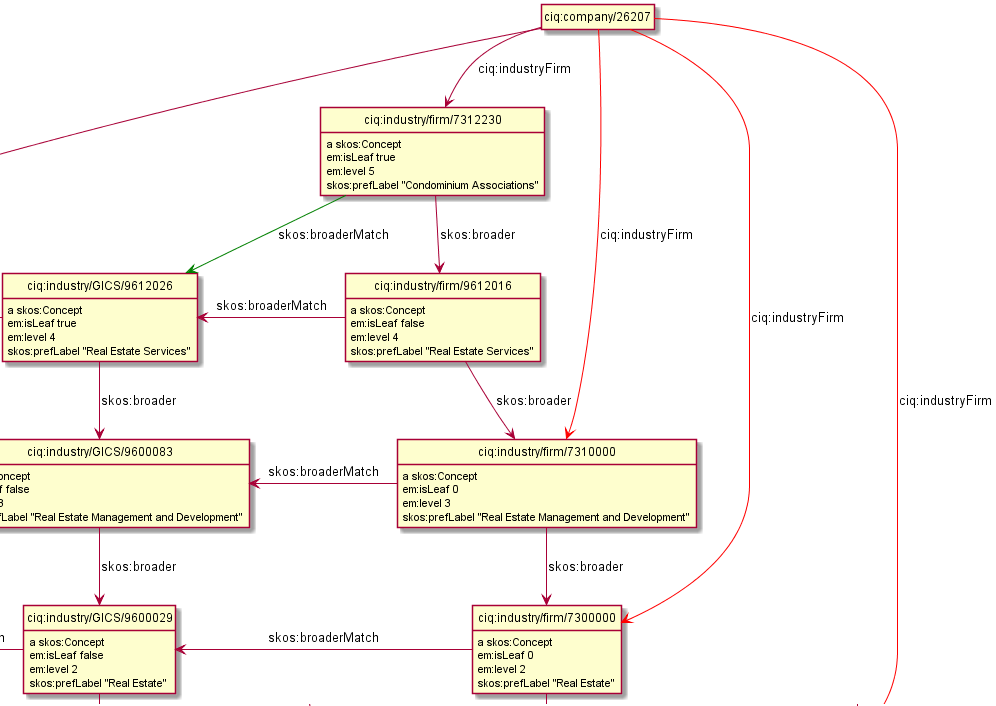 ciq:company/26207
ciq:industryFirm
ciq:industry/firm/7312230
a skos:Concept
em:isLeaf true
em:level 5
skos:prefLabel "Condominium Associations"
skos:broaderMatch
skos:broader
ciq:industryFirm
ciq:industry/GICS/9612026
a skos:Concept
em:isLeaf true
em:level 4
skos:prefLabel "Real Estate Services"
skos:broaderMatch
ciq:industry/firm/9612016
a skos:Concept
em:isLeaf false
em:level 4
skos:prefLabel "Real Estate Services"
ciq:industryFirm
skos:broader
skos:broader
ciq:industryFirm
ciq:industry/GICS/9600083
oncept
f false
3
fLabel "Real Estate Management and Development"
skos:broaderMatch
ciq:industry/firm/7310000
a skos:Concept
em:isLeaf 0
em:level 3
skos:prefLabel "Real Estate Management and Development"
skos:broader
skos:broader
h
ciq:industry/GICS/9600029
a skos:Concept
em:isLeaf false
em:level 2
skos:prefLabel "Real Estate"
skos:broaderMatch
ciq:industry/firm/7300000
a skos:Concept
em:isLeaf 0
em:level 2
skos:prefLabel "Real Estate"